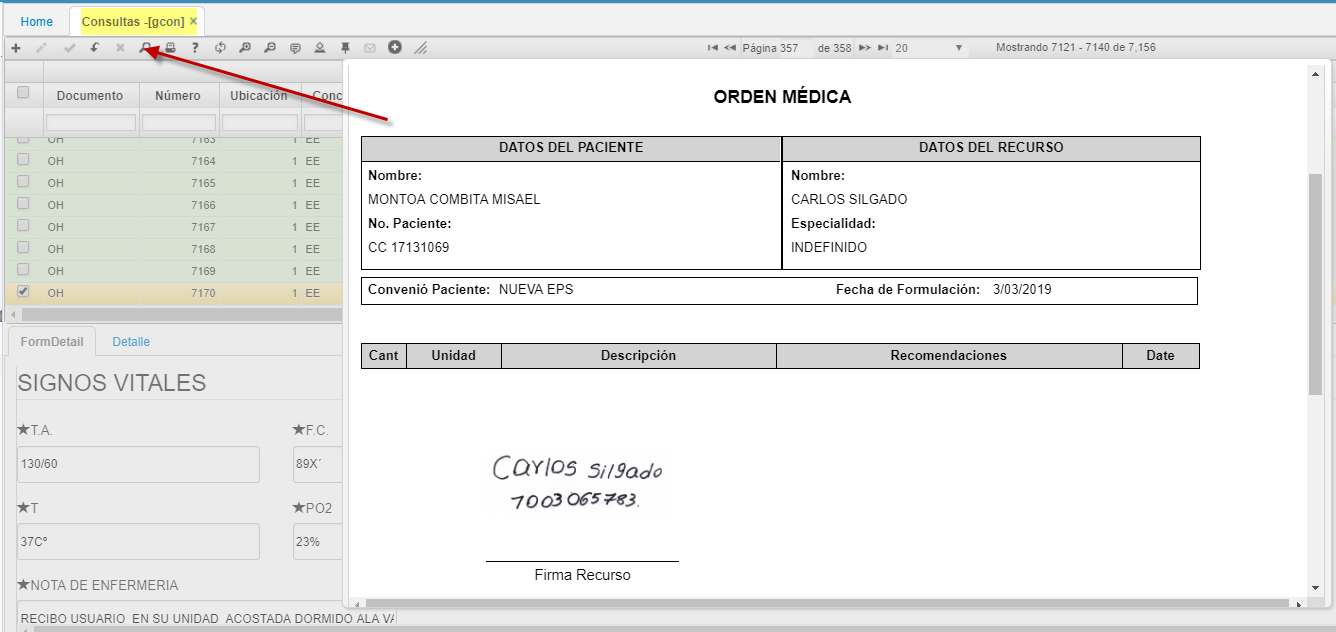 Home
Consultas -[gcon] ×
Página 357 de 358 20 Mostrando 7121 - 7140 de 7,156
Documento Número Ubicación Conc
OH 7163 1 EE
OH 7164 1 EE
OH 7165 1 EE
OH 7166 1 EE
OH 7167 1 EE
OH 7168 1 EE
OH 7169 1 EE
OH 7170 1 EE
FormDetail Detalle
SIGNOS VITALES
★T.A. ★F.C.
130/60 89X´
★T ★PO2
37Cº 23%
★NOTA DE ENFERMERIA
RECIBO USUARIO EN SU UNIDAD ACOSTADA DORMIDO ALA VA
ORDEN MÉDICA
DATOS DEL PACIENTE DATOS DEL RECURSO
Nombre: Nombre:
MONTOA COMBITA MISAEL CARLOS SILGADO
No. Paciente: Especialidad:
CC 17131069 INDEFINIDO
Convenió Paciente: NUEVA EPS Fecha de Formulación: 3/03/2019
Cant Unidad Descripción Recomendaciones Date
Carlos Silgado
7003065783.
Firma Recurso